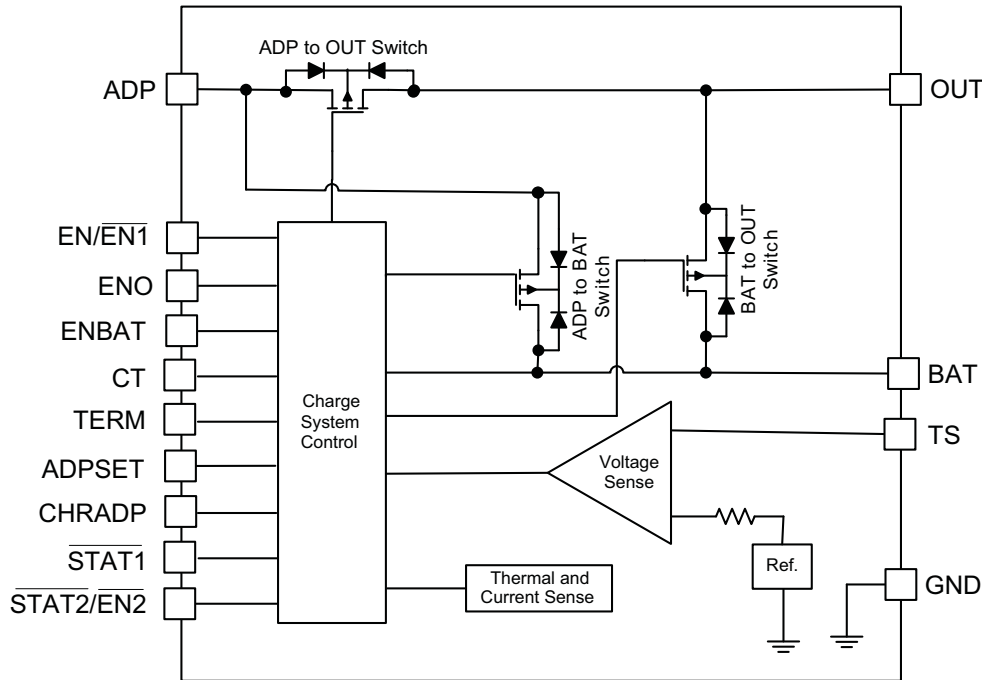 ADP to OUT Switch
ADP
OUT
EN/EN1
ENO
ENBAT
CT
TERM
ADPSET
CHRADP
STAT1
STAT2/EN2
Charge
System
Control
ADP to BAT
Switch
BAT to OUT
Switch
BAT
TS
Voltage
Sense
Thermal and
Current Sense
Ref.
GND